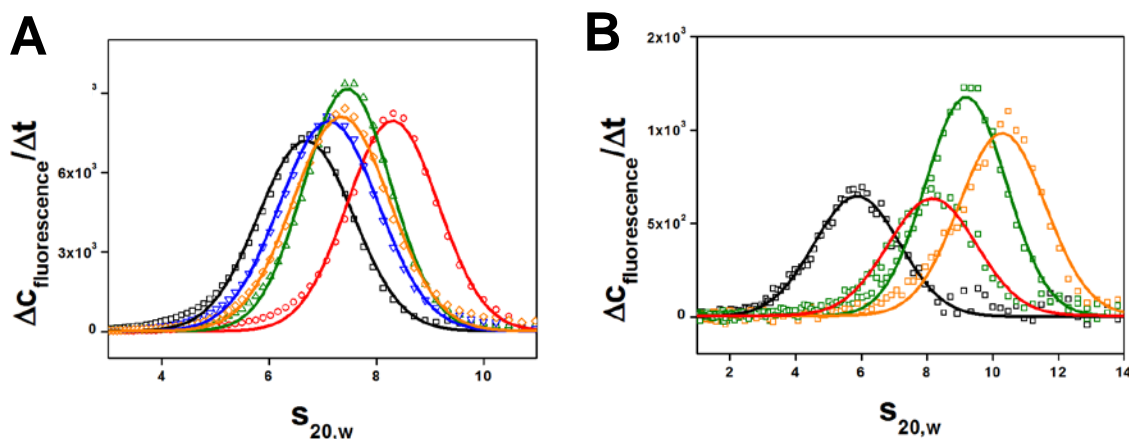 A
B
Δc_fluorescence/Δt
3
6x10³
3x10³
0
4
6
8
10
s_20,w
Δc_fluorescence/Δt
2x10³
1x10³
5x10²
0
2
4
6
8
10
12
14
s_20,w